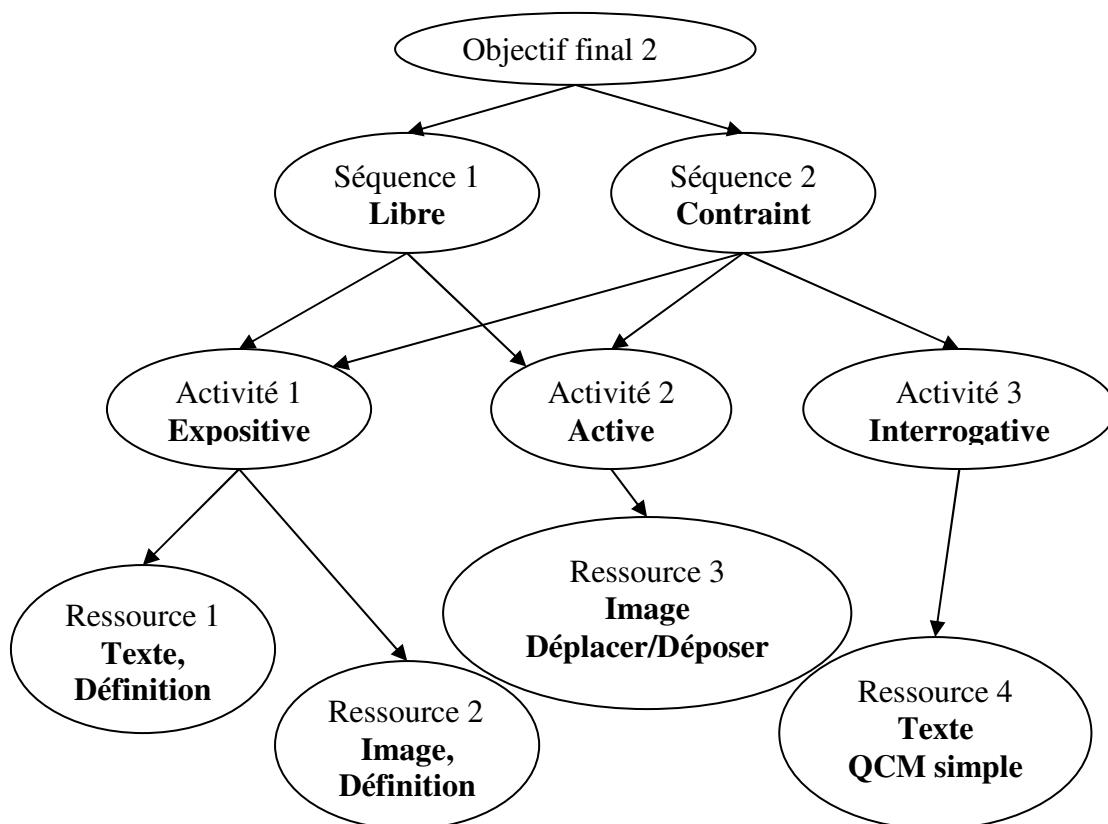 Objectif final 2
Séquence 1
Libre
Séquence 2
Contraint
Activité 1
Expositive
Activité 2
Active
Activité 3
Interrogative
Ressource 1
Texte,
Définition
Ressource 2
Image,
Définition
Ressource 3
Image
Déplacer/Déposer
Ressource 4
Texte
QCM simple